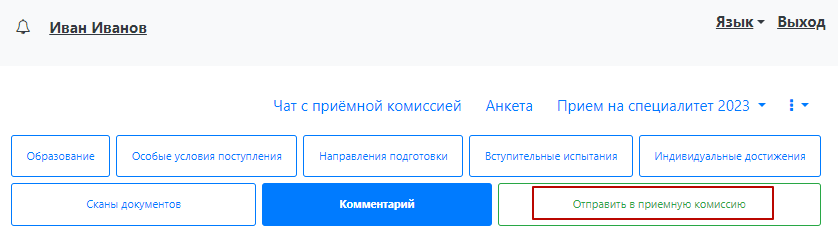 Иван Иванов
Язык Выход
Чат с приёмной комиссией Анкета Прием на специалитет 2023
Образование Особые условия поступления Направления подготовки Вступительные испытания Индивидуальные достижения
Сканы документов Комментарий Отправить в приемную комиссию